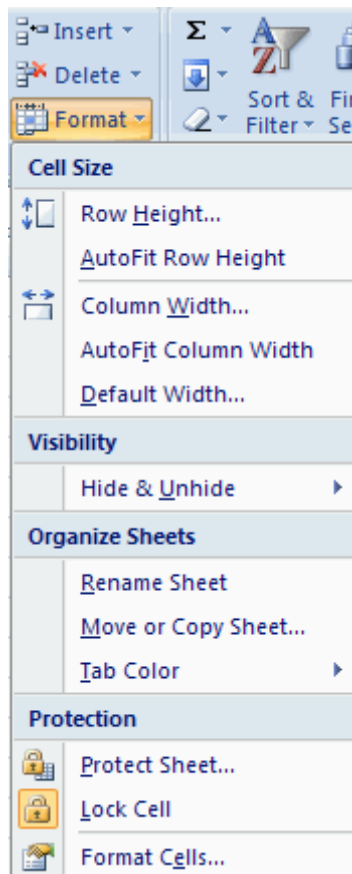 Insert
Delete
Format
Σ
A
Z
Sort &
Filter
Cell Size
Row Height...
AutoFit Row Height
Column Width...
AutoFit Column Width
Default Width...
Visibility
Hide & Unhide
Organize Sheets
Rename Sheet
Move or Copy Sheet...
Tab Color
Protection
Protect Sheet...
Lock Cell
Format Cells...